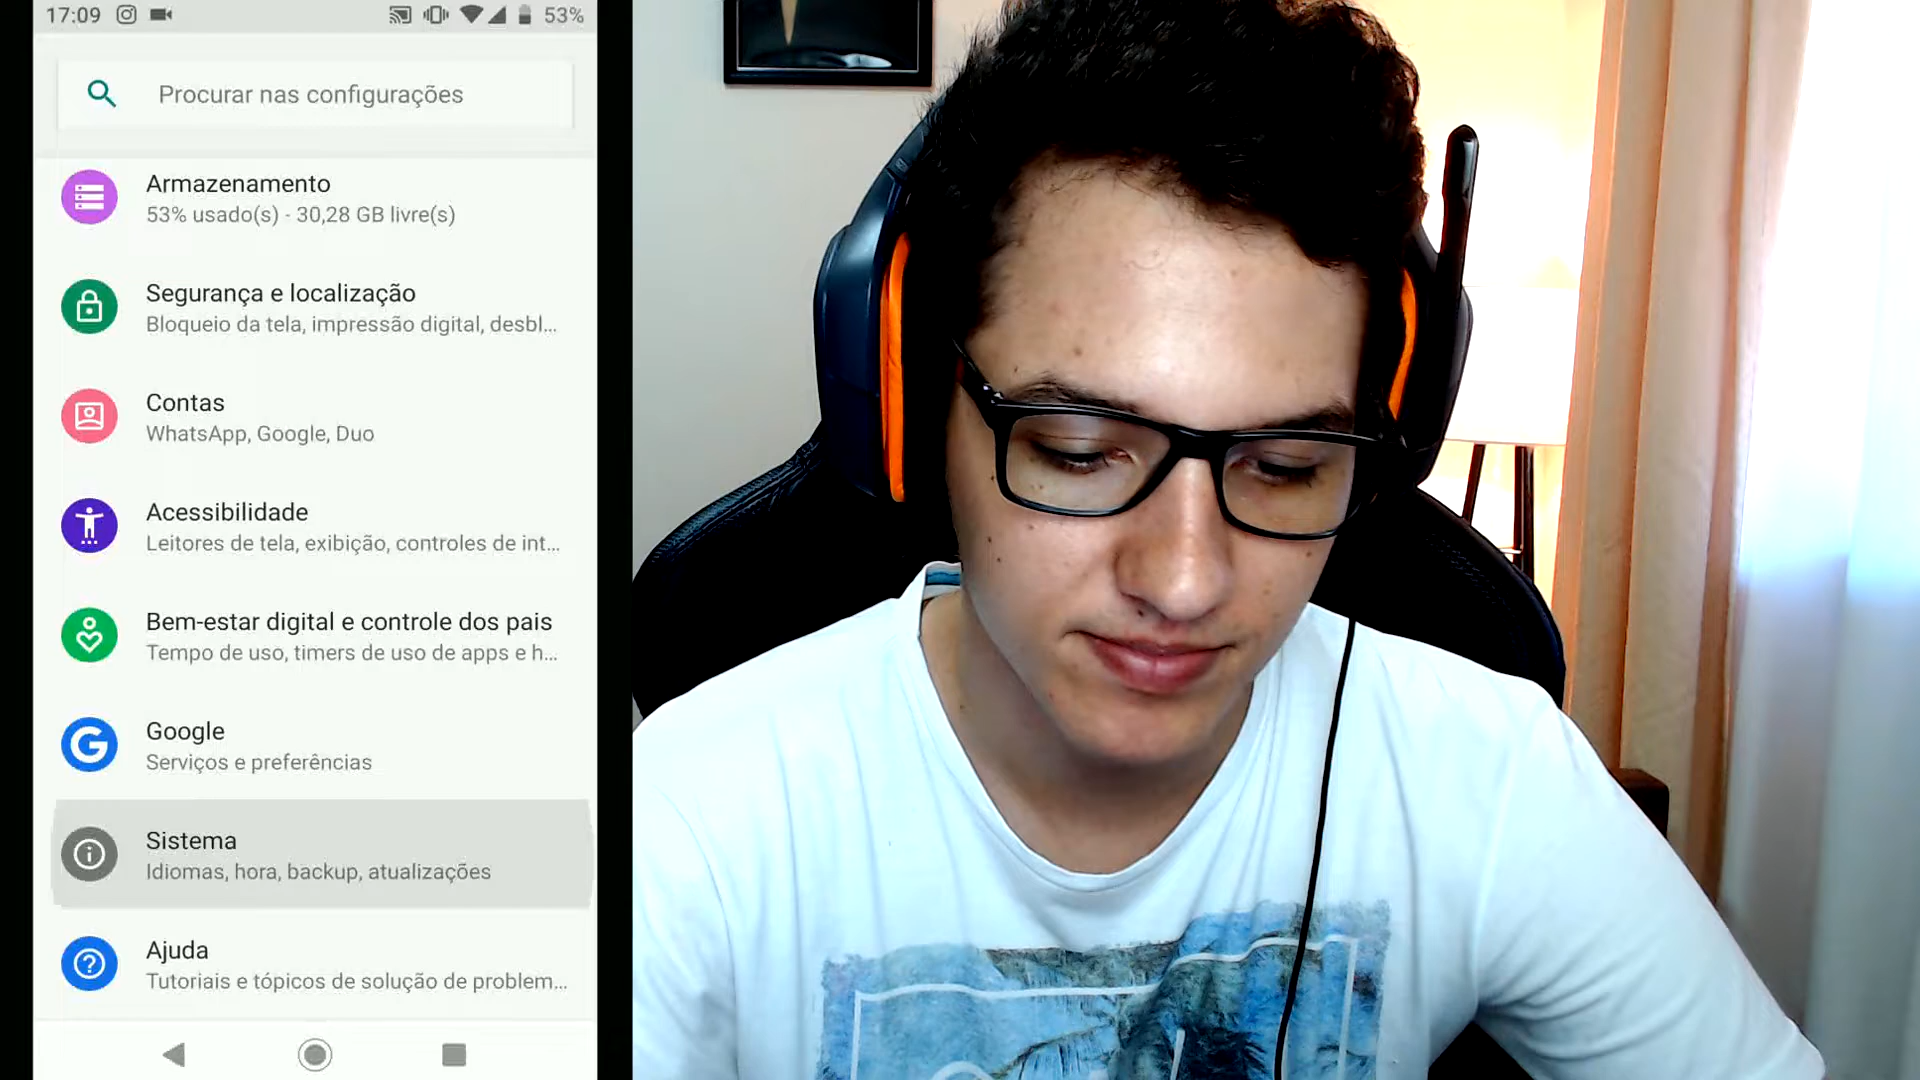 17:09
53%
Procurar nas configurações
Armazenamento
53% usado(s) - 30,28 GB livre(s)
Segurança e localização
Bloqueio da tela, impressão digital, desbl...
Contas
WhatsApp, Google, Duo
Acessibilidade
Leitores de tela, exibição, controles de int...
Bem-estar digital e controle dos pais
Tempo de uso, timers de uso de apps e h...
Google
Serviços e preferências
Sistema
Idiomas, hora, backup, atualizações
Ajuda
Tutoriais e tópicos de solução de problem...